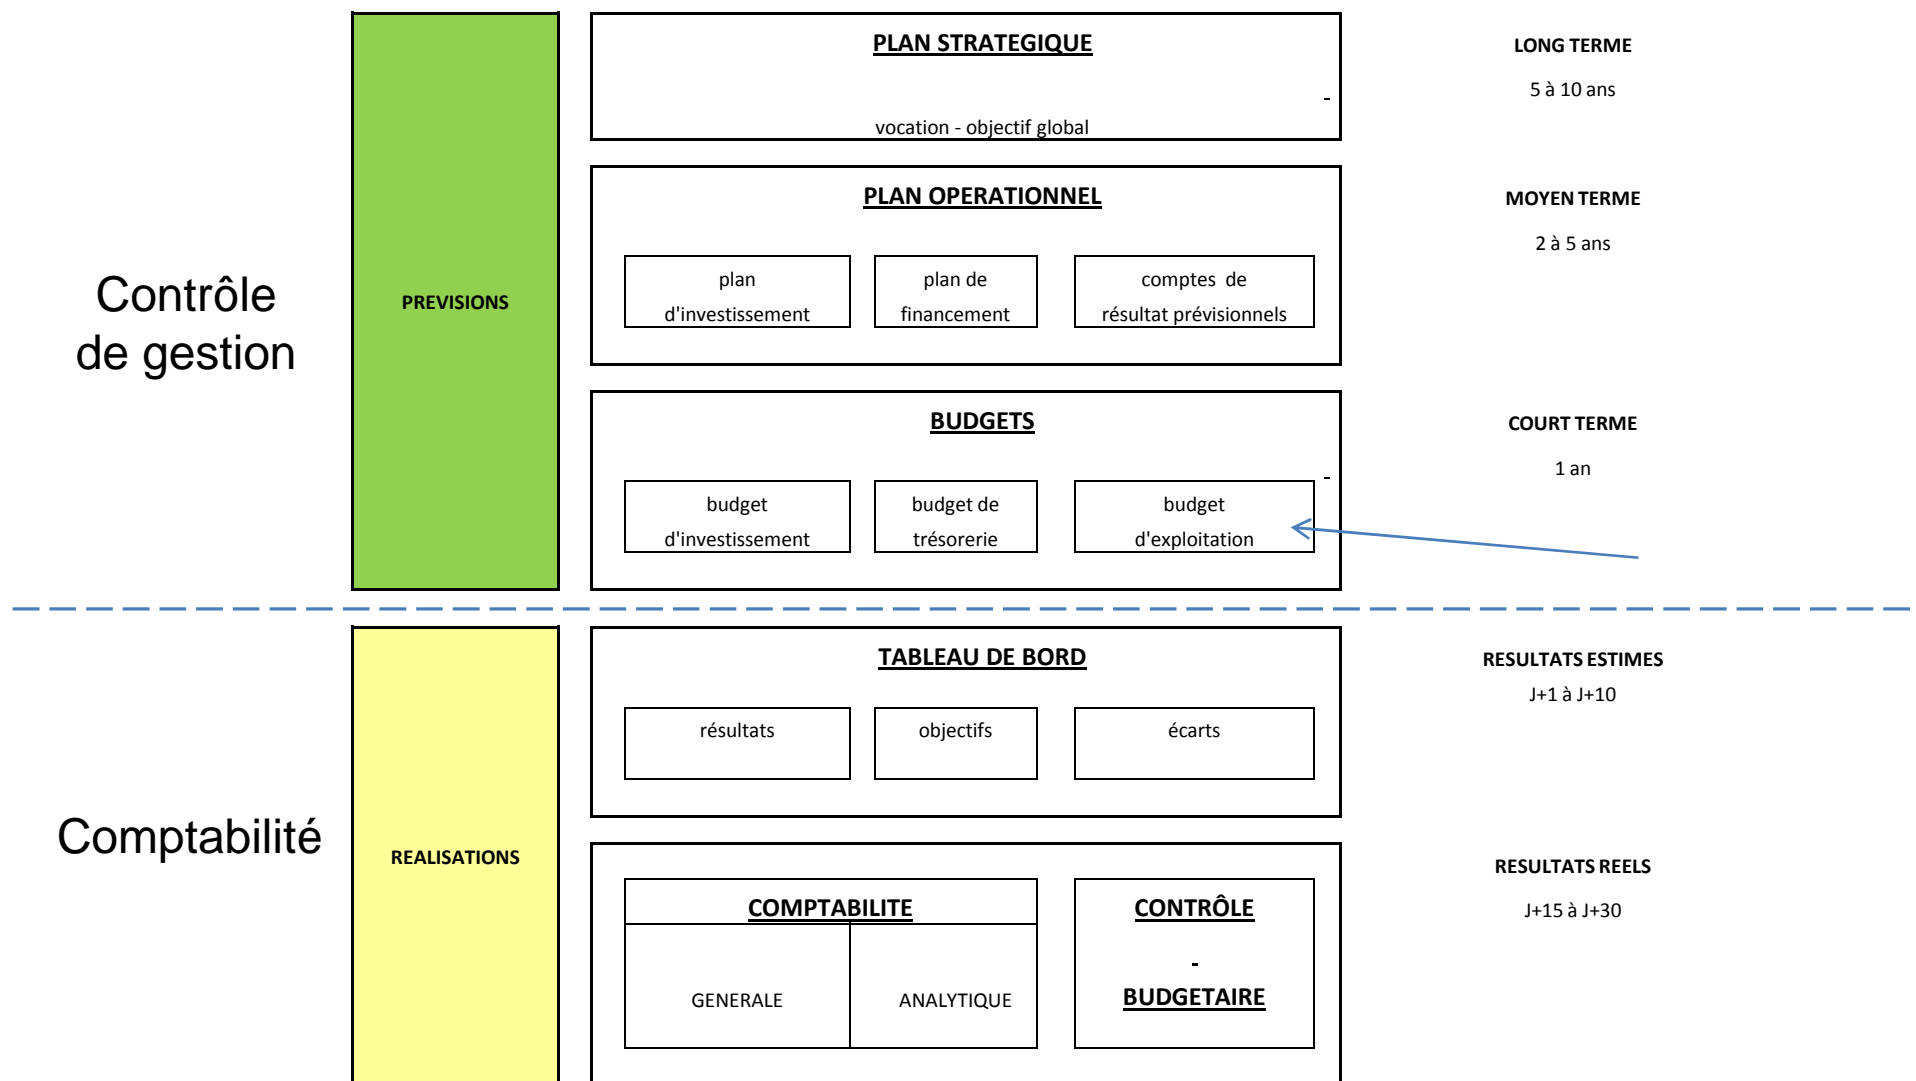 PLAN STRATEGIQUE
LONG TERME
5 à 10 ans
-
vocation - objectif global
PLAN OPERATIONNEL
MOYEN TERME
2 à 5 ans
plan
d'investissement
plan de
financement
comptes de
résultat prévisionnels
Contrôle
de gestion
PREVISIONS
BUDGETS
COURT TERME
1 an
-
budget
d'investissement
budget de
trésorerie
budget
d'exploitation
TABLEAU DE BORD
RESULTATS ESTIMES
J+1 à J+10
résultats
objectifs
écarts
Comptabilité
REALISATIONS
RESULTATS REELS
J+15 à J+30
COMPTABILITE
GENERALE
ANALYTIQUE
CONTRÔLE
-
BUDGETAIRE